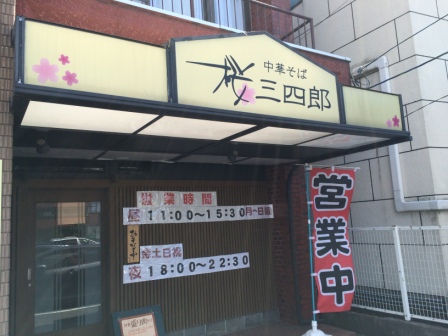 中華そば
桜 三四郎
営業時間
昼 11:00～15:30 月～日祝
金土日祝
夜 18:00～22:30
営業中